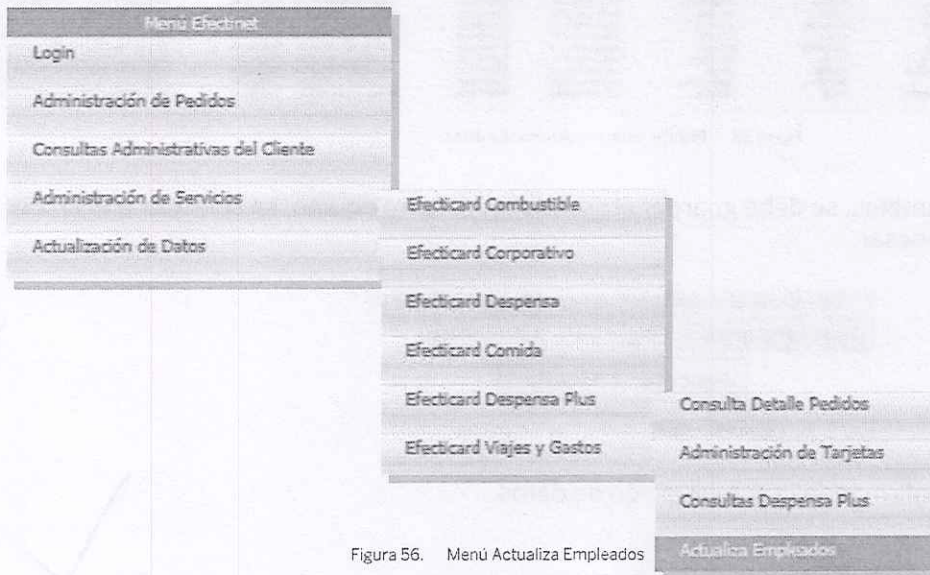 Menú Efectinet
Login
Administración de Pedidos
Consultas Administrativas del Cliente
Administración de Servicios
Actualización de Datos
Efecticard Combustible
Efecticard Corporativo
Efecticard Despensa
Efecticard Comida
Efecticard Despensa Plus
Efecticard Viajes y Gastos
Consulta Detalle Pedidos
Administración de Tarjetas
Consultas Despensa Plus
Actualiza Empleados
Figura 56. Menú Actualiza Empleados